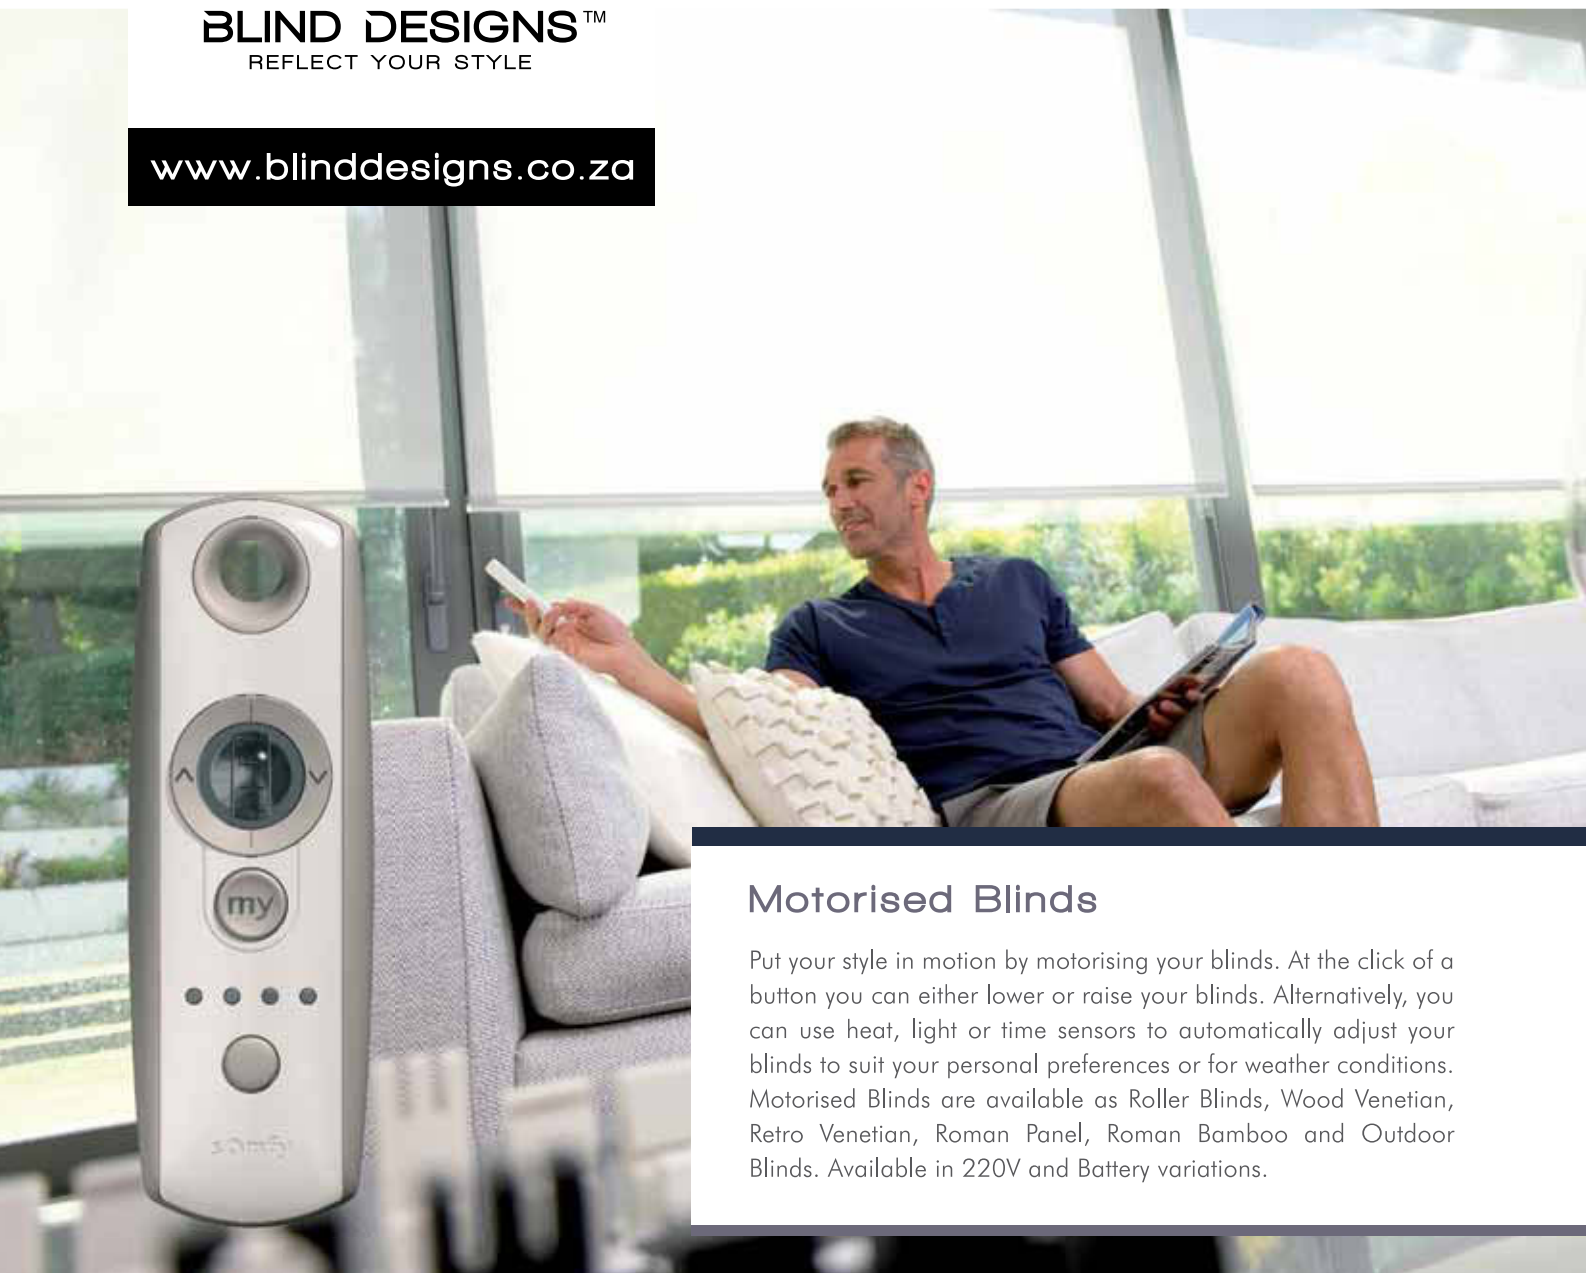 BLIND DESIGNS™
REFLECT YOUR STYLE
www.blinddesigns.co.za
my
somfy
Motorised Blinds
Put your style in motion by motorising your blinds. At the click of a
button you can either lower or raise your blinds. Alternatively, you
can use heat, light or time sensors to automatically adjust your
blinds to suit your personal preferences or for weather conditions.
Motorised Blinds are available as Roller Blinds, Wood Venetian,
Retro Venetian, Roman Panel, Roman Bamboo and Outdoor
Blinds. Available in 220V and Battery variations.